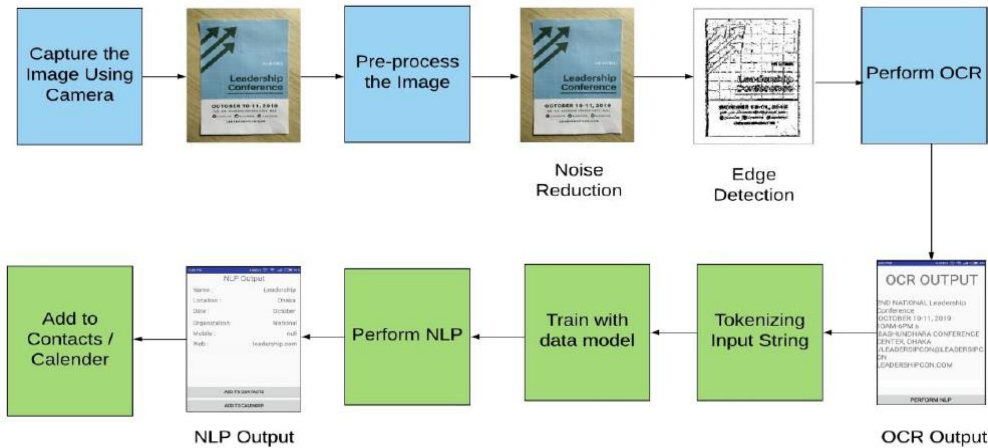 Capture the
Image Using
Camera
Leadership
Conference
OCTOBER 10-11, 2019
Pre-process
the Image
Leadership
Conference
OCTOBER 10-11, 2019
Noise
Reduction
Leadership
Conference
Edge
Detection
Perform OCR
OCR OUTPUT
2ND NATIONAL Leadership
Conference
OCTOBER 10-11, 2019
10AM-6PM
BASHUNDHARA CONFERENCE
CENTER, DHAKA
/LEADERSIPCON@LEADERSIPC
ON
LEADERSHIPCON.COM
PERFORM NLP
OCR Output
Tokenizing
Input String
Train with
data model
Perform NLP
NLP Output
Name : Leadership
Location : Dhaka
Date : October
Organization National
Mobile : null
Web : leadership.com
ADD TO CONTACTS
ADD TO CALENDAR
NLP Output
Add to
Contacts /
Calender